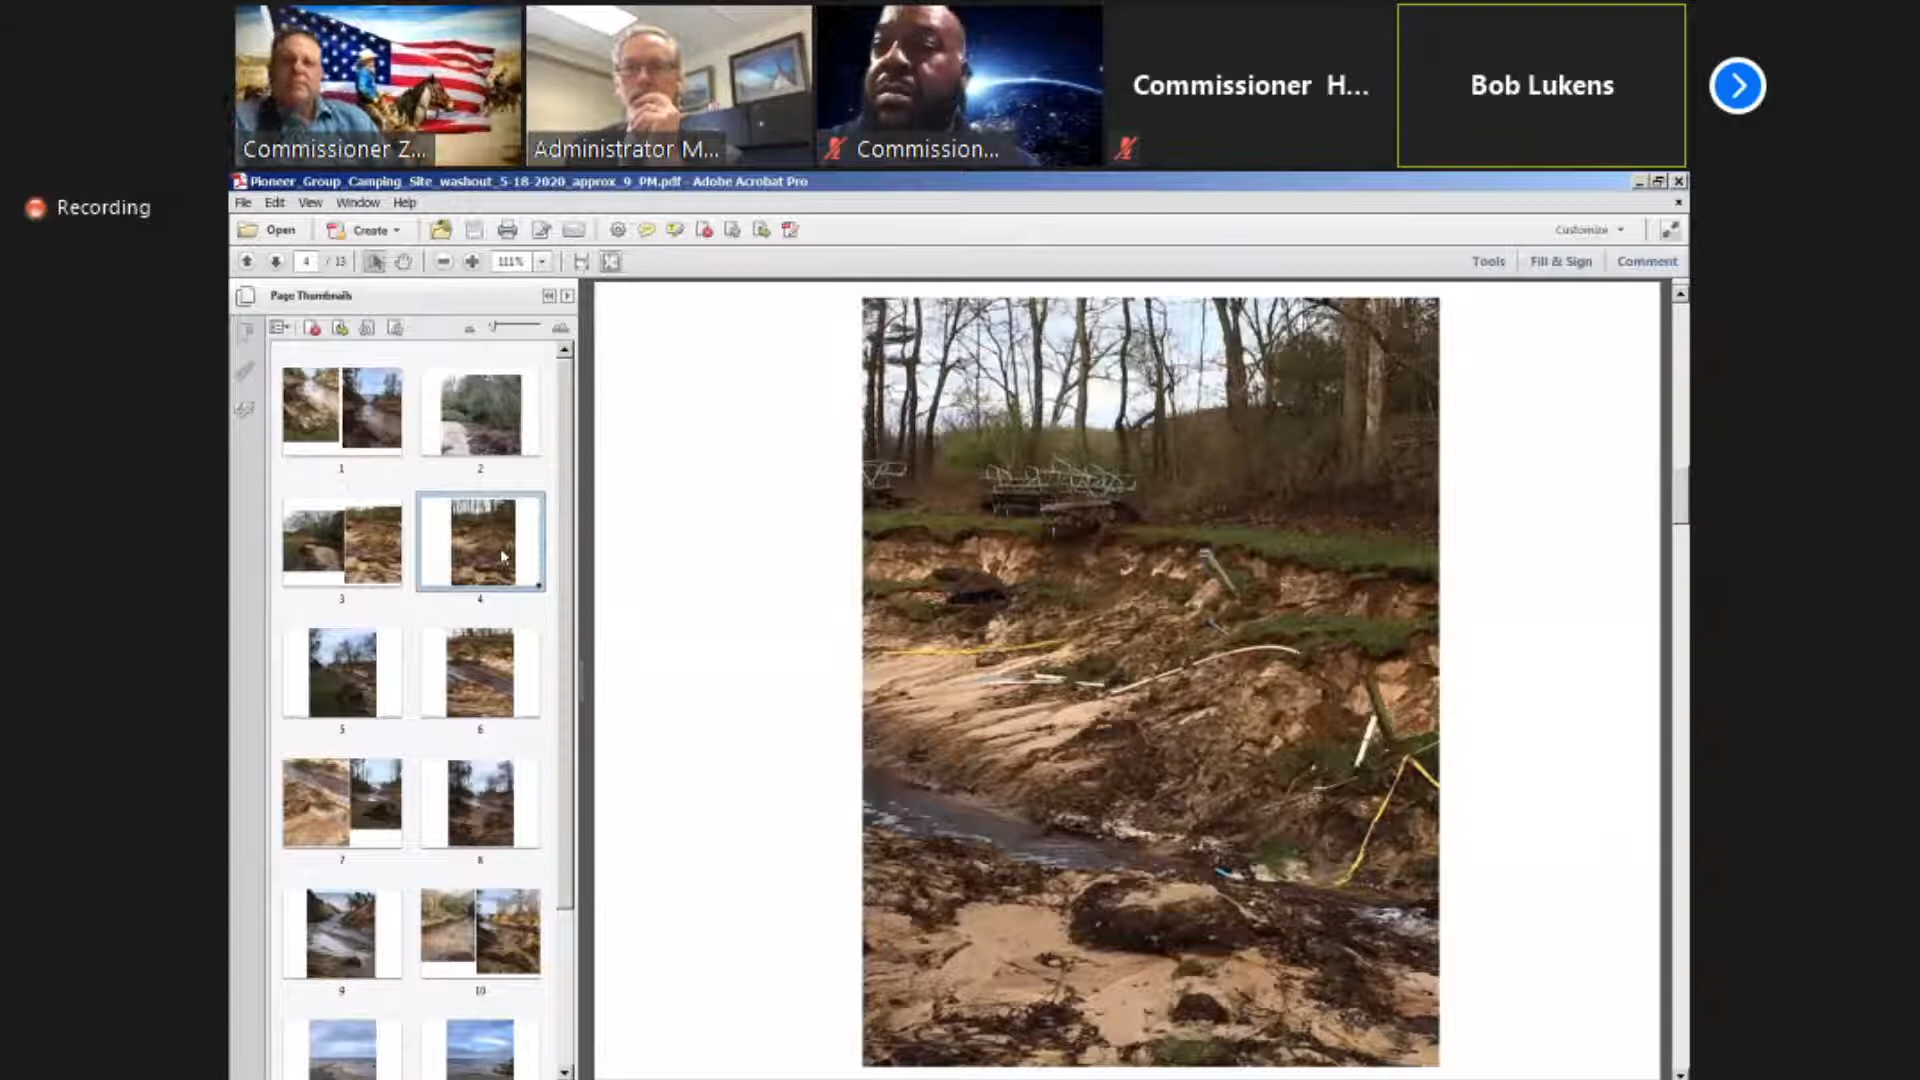 Commissioner Z...
Administrator M...
Commission...
Commissioner H...
Bob Lukens
Recording
Pioneer_Group_Camping_Site_washout_5-18-2020_approx_9_PM.pdf - Adobe Acrobat Pro
File Edit View Window Help
Open Create Customize
4 / 13 111% Tools Fill & Sign Comment
Page Thumbnails
1 2
3 4
5 6
7 8
9 10